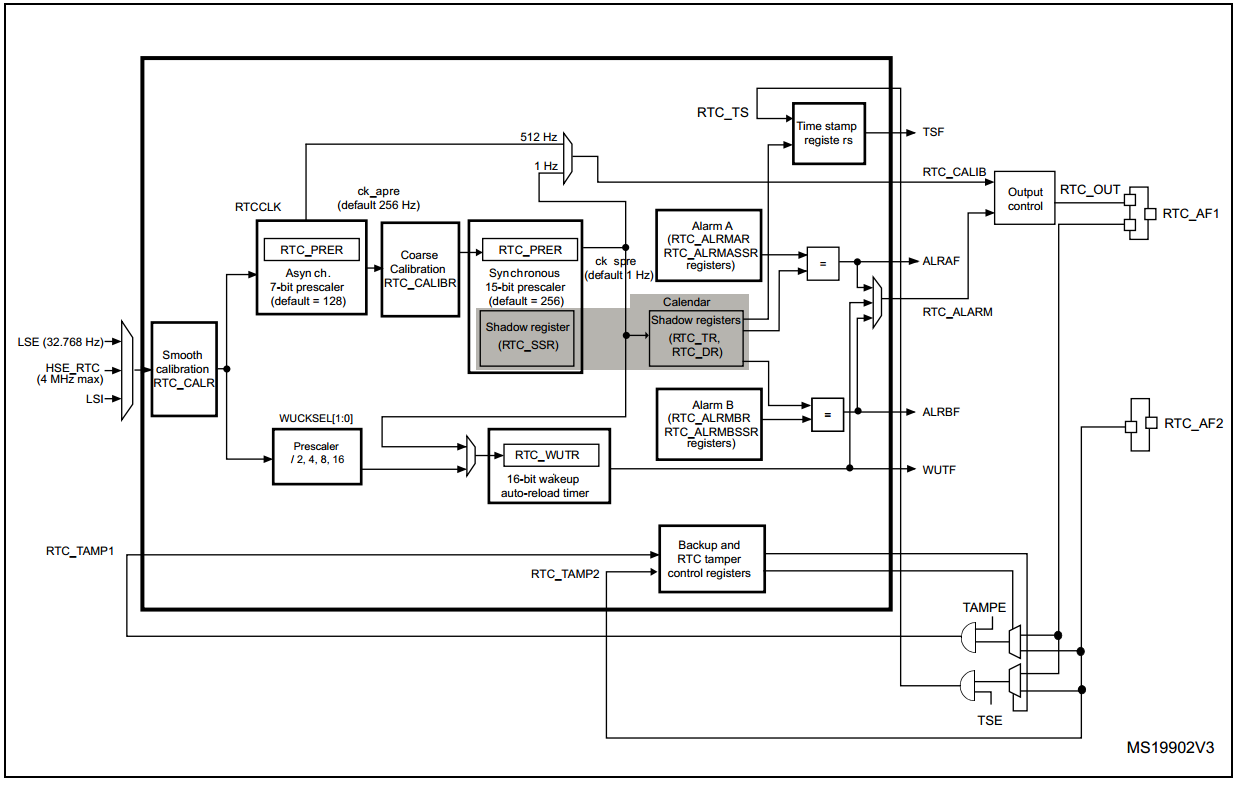 RTC_TS
Time stamp
registe rs
TSF
512 Hz
1 Hz
RTC_CALIB
Output
control
RTC_OUT
RTC_AF1
ck_apre
(default 256 Hz)
RTCCLK
RTC_PRER
Asyn ch.
7-bit prescaler
(default = 128)
Coarse
Calibration
RTC_CALIBR
RTC_PRER
Syn chronous
15-bit prescaler
(default = 256)
ck_spre
(default 1 Hz)
Alarm A
(RTC_ALRMAR
RTC_ALRMASSR
registers)
=
ALRAF
RTC_ALARM
Calendar
Shadow register
(RTC_SSR)
Shadow registers
(RTC_TR,
RTC_DR)
LSE (32.768 Hz)
HSE_RTC
(4 MHz max)
LSI
Smooth
calibration
RTC_CALR
Alarm B
(RTC_ALRMBR
RTC_ALRMBSSR
registers)
=
ALRBF
RTC_AF2
WUCKSEL[1:0]
Prescaler
/ 2, 4, 8, 16
RTC_WUTR
16-bit wakeup
auto-reload timer
WUTF
RTC_TAMP1
RTC_TAMP2
Backup and
RTC tamper
control registers
TAMPE
TSE
MS19902V3